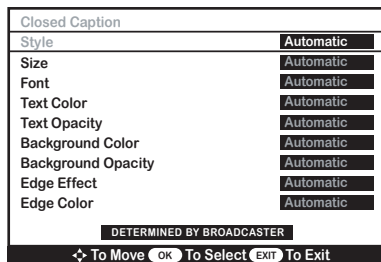 Closed Caption
Style Automatic
Size Automatic
Font Automatic
Text Color Automatic
Text Opacity Automatic
Background Color Automatic
Background Opacity Automatic
Edge Effect Automatic
Edge Color Automatic
DETERMINED BY BROADCASTER
To Move OK To Select EXIT To Exit